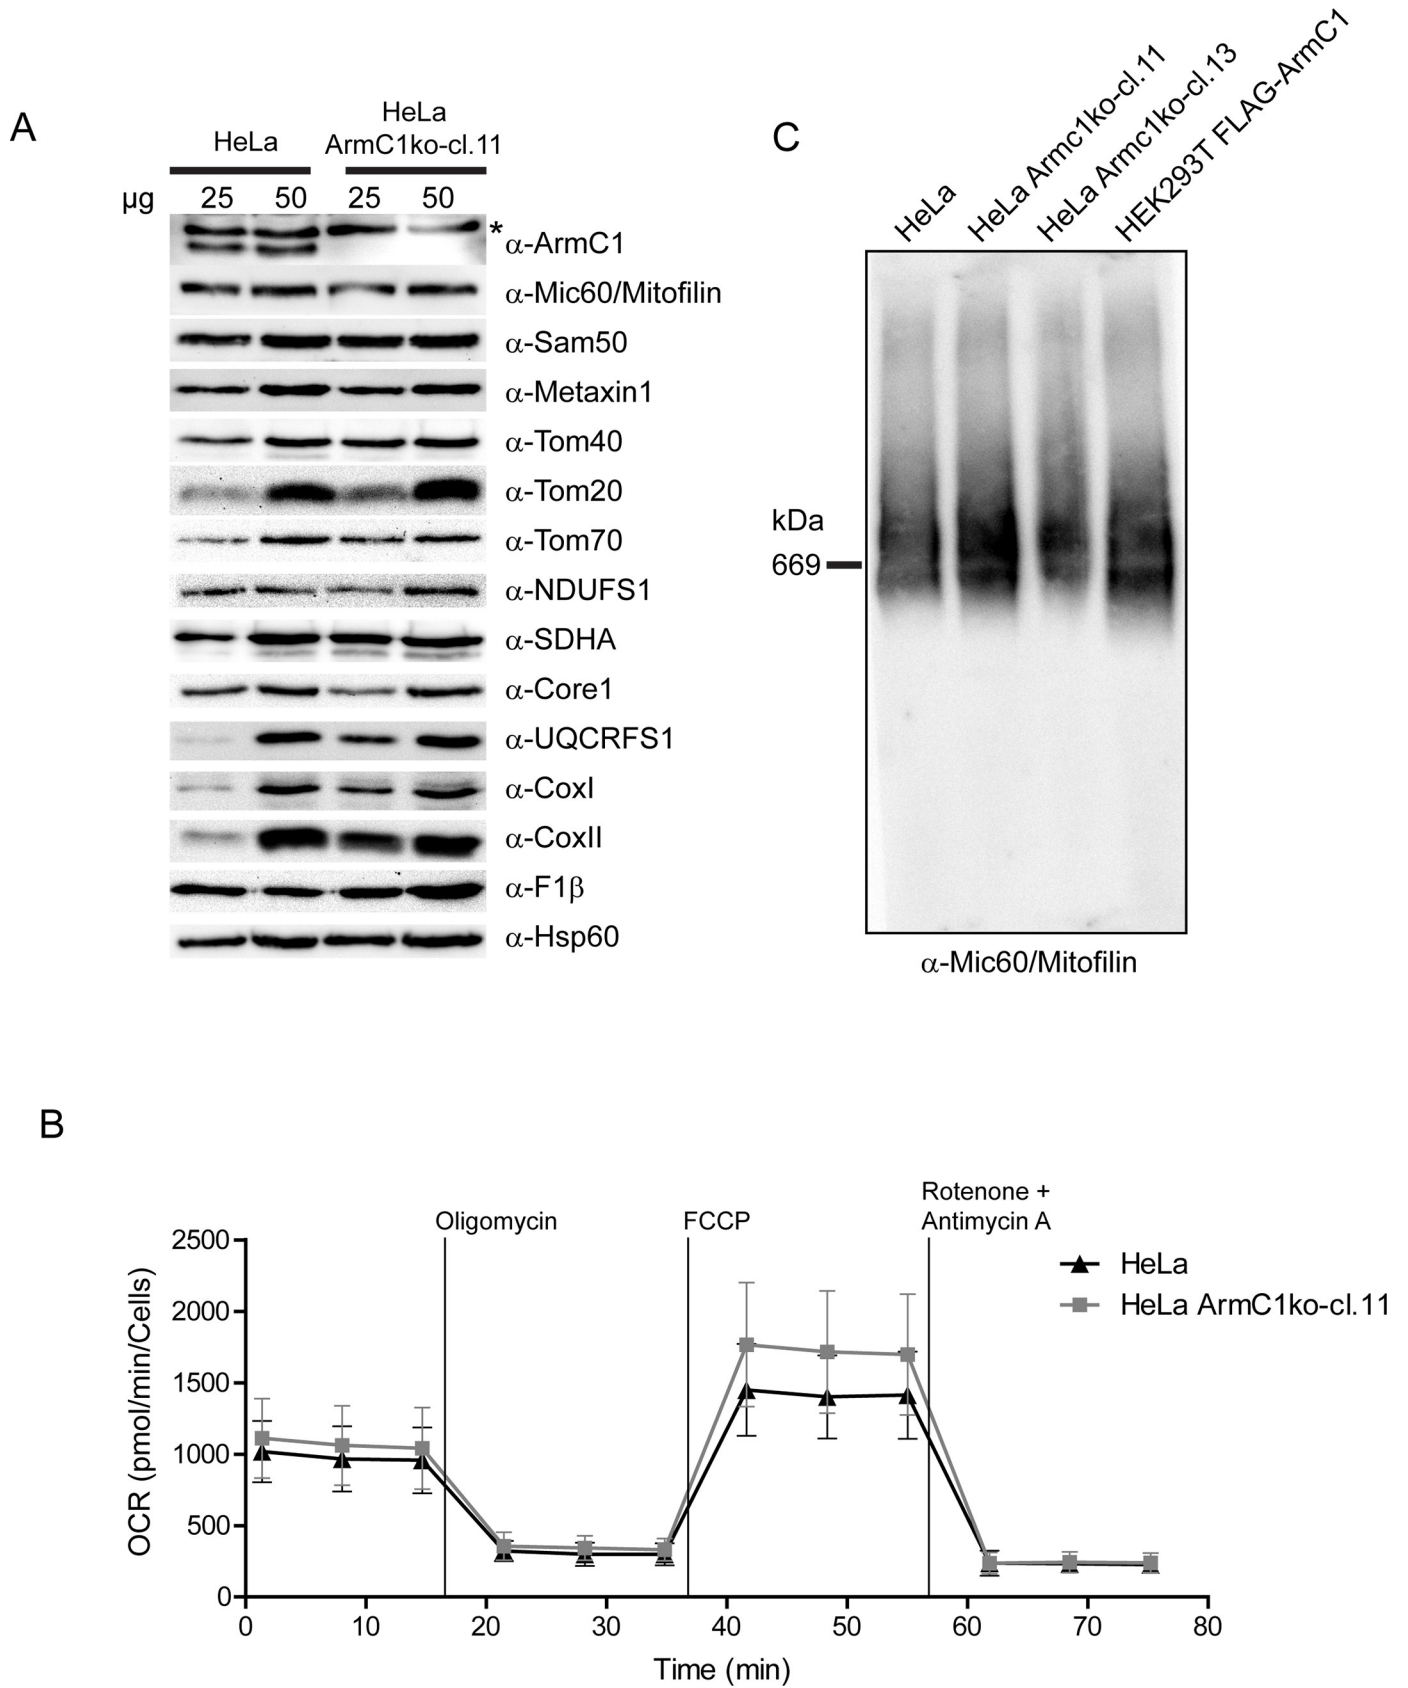 A
HeLa
HeLa
ArmC1ko-cl.11
µg
25
50
25
50
*
α-ArmC1
α-Mic60/Mitofilin
α-Sam50
α-Metaxin1
α-Tom40
α-Tom20
α-Tom70
α-NDUFS1
α-SDHA
α-Core1
α-UQCRFS1
α-CoxI
α-CoxII
α-F1β
α-Hsp60
C
HeLa
HeLa Armc1ko-cl.11
HeLa Armc1ko-cl.13
HEK293T FLAG-ArmC1
kDa
669
α-Mic60/Mitofilin
B
Oligomycin
FCCP
Rotenone +
Antimycin A
HeLa
HeLa ArmC1ko-cl.11
OCR (pmol/min/Cells)
2500
2000
1500
1000
500
0
0 10 20 30 40 50 60 70 80
Time (min)